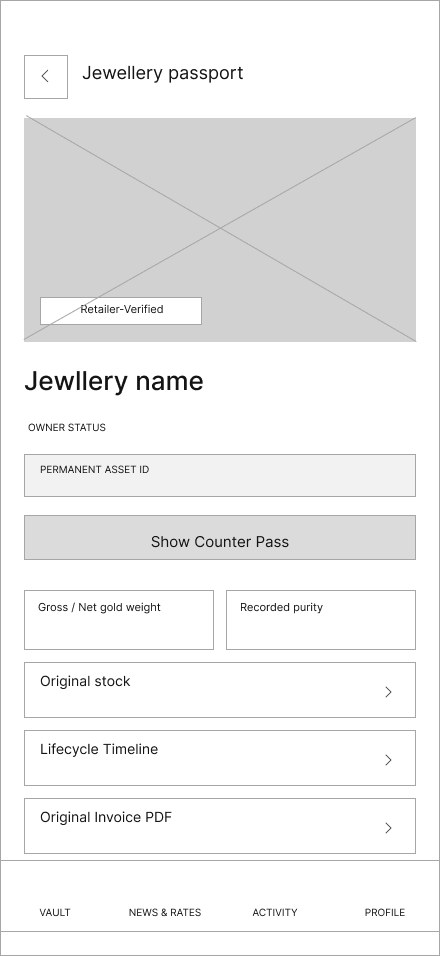 Jewellery passport
Retailer-Verified
Jewllery name
OWNER STATUS
PERMANENT ASSET ID
Show Counter Pass
Gross / Net gold weight
Recorded purity
Original stock
Lifecycle Timeline
Original Invoice PDF
VAULT NEWS & RATES ACTIVITY PROFILE